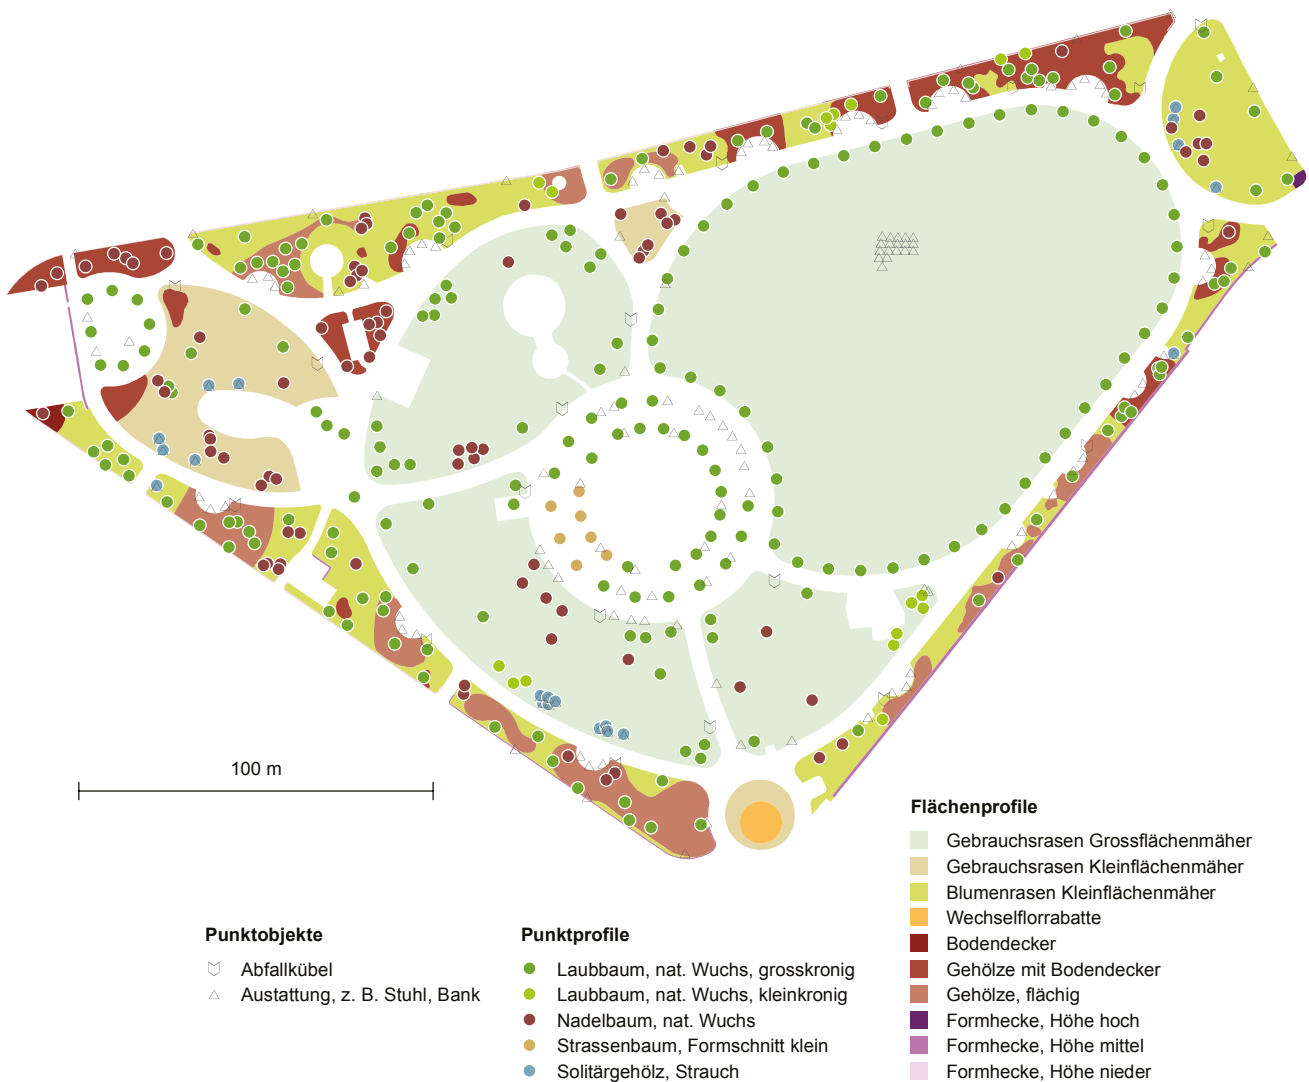 100 m
Punktobjekte
Abfallkübel
Austattung, z. B. Stuhl, Bank
Punktprofile
Laubbaum, nat. Wuchs, grosskronig
Laubbaum, nat. Wuchs, kleinkronig
Nadelbaum, nat. Wuchs
Strassenbaum, Formschnitt klein
Solitärgehölz, Strauch
Flächenprofile
Gebrauchsrasen Grossflächenmäher
Gebrauchsrasen Kleinflächenmäher
Blumenrasen Kleinflächenmäher
Wechselflorrabatte
Bodendecker
Gehölze mit Bodendecker
Gehölze, flächig
Formhecke, Höhe hoch
Formhecke, Höhe mittel
Formhecke, Höhe nieder